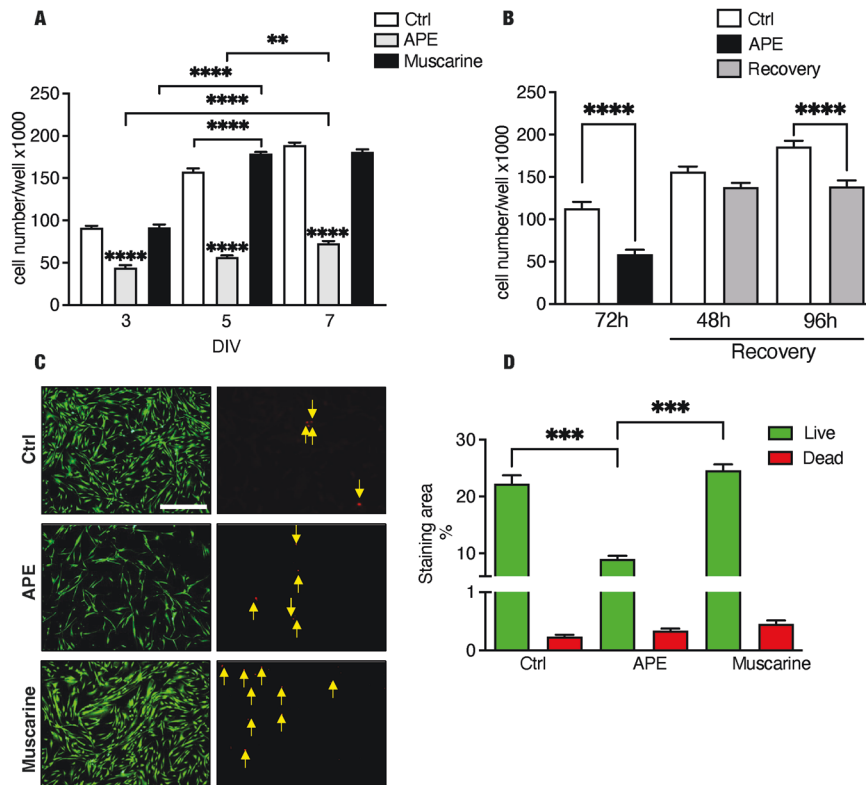 A
Ctrl
APE
Muscarine
**
****
****
****
250
200
150
100
50
0
cell number/well x1000
**** **** ****
3 5 7
DIV
B
Ctrl
APE
Recovery
**** ****
250
200
150
100
50
0
cell number/well x1000
72h 48h 96h
Recovery
C
Ctrl
APE
Muscarine
D
Live
Dead
*** ***
30
20
10
1
0
Staining area
%
Ctrl APE Muscarine